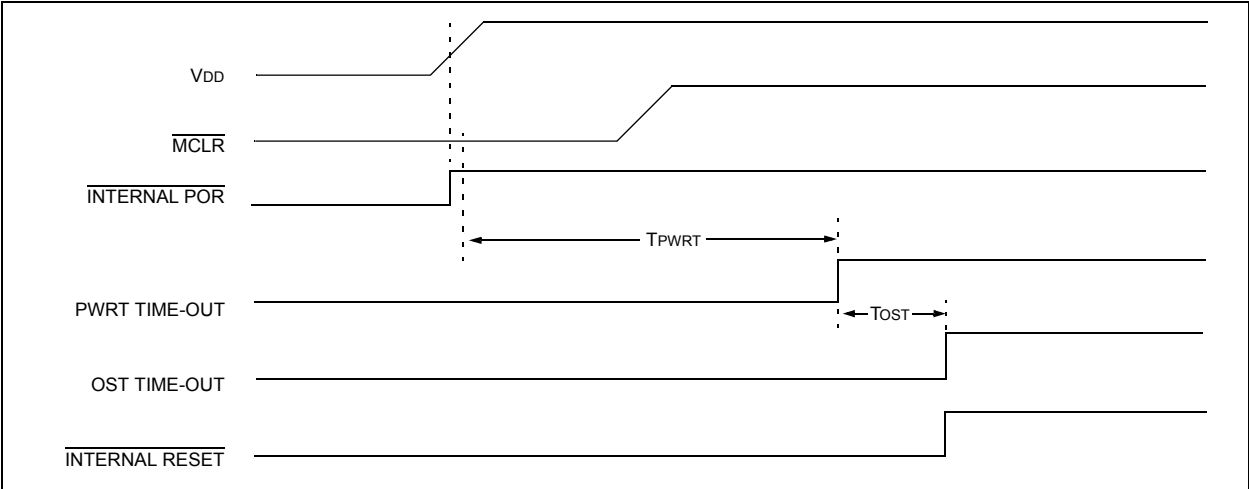 VDD
MCLR
INTERNAL POR
TPWRT
PWRT TIME-OUT
TOST
OST TIME-OUT
INTERNAL RESET